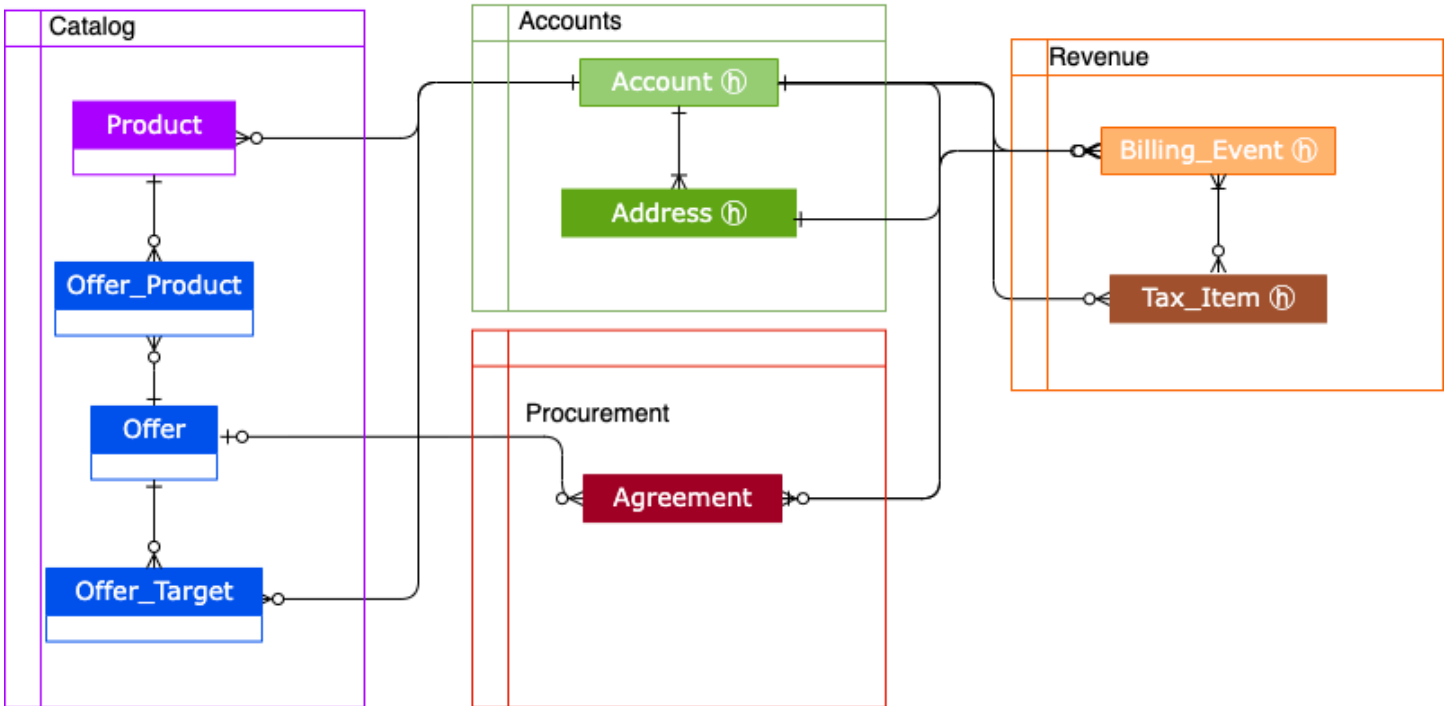 Catalog
Product
Offer_Product
Offer
Offer_Target
Accounts
Account ⓗ
Address ⓗ
Procurement
Agreement
Revenue
Billing_Event ⓗ
Tax_Item ⓗ